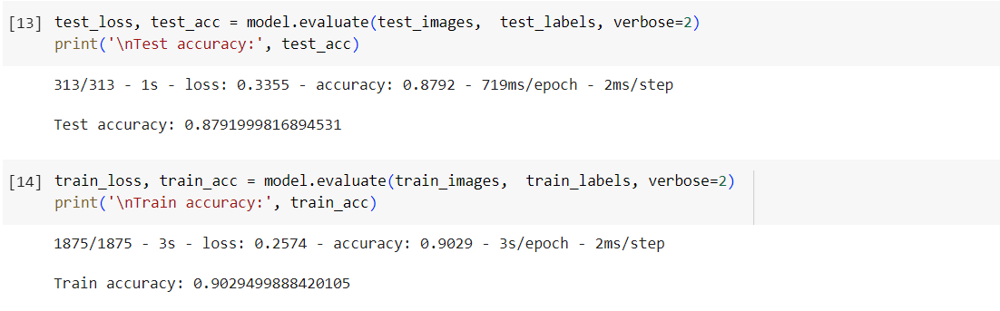 [13] test_loss, test_acc = model.evaluate(test_images,  test_labels, verbose=2)
print('\nTest accuracy:', test_acc)
313/313 - 1s - loss: 0.3355 - accuracy: 0.8792 - 719ms/epoch - 2ms/step
Test accuracy: 0.8791999816894531
[14] train_loss, train_acc = model.evaluate(train_images,  train_labels, verbose=2)
print('\nTrain accuracy:', train_acc)
1875/1875 - 3s - loss: 0.2574 - accuracy: 0.9029 - 3s/epoch - 2ms/step
Train accuracy: 0.9029499888420105